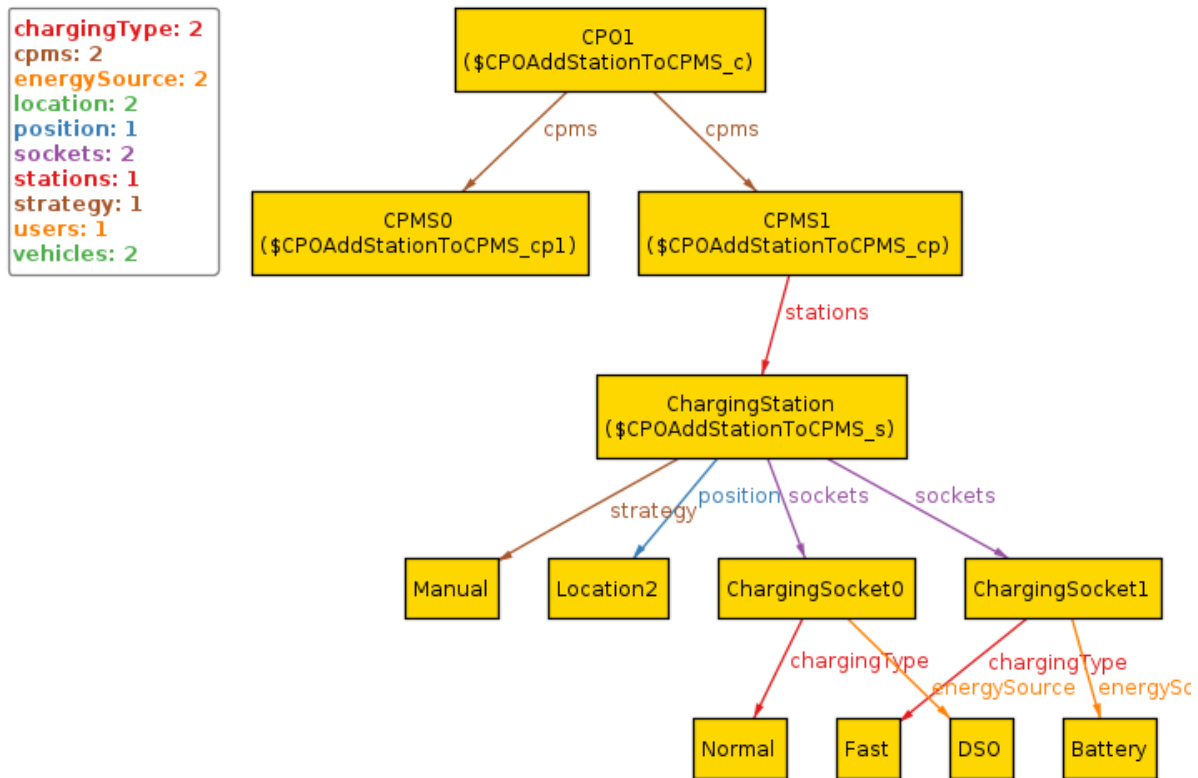 chargingType: 2
cpms: 2
energySource: 2
location: 2
position: 1
sockets: 2
stations: 1
strategy: 1
users: 1
vehicles: 2
CPO1
($CPOAddStationToCPMS_c)
cpms
cpms
CPMS0
($CPOAddStationToCPMS_cp1)
CPMS1
($CPOAddStationToCPMS_cp)
stations
ChargingStation
($CPOAddStationToCPMS_s)
strategy
position
sockets
sockets
Manual
Location2
ChargingSocket0
ChargingSocket1
chargingType
energySource
chargingType
energySo
Normal
Fast
DSO
Battery